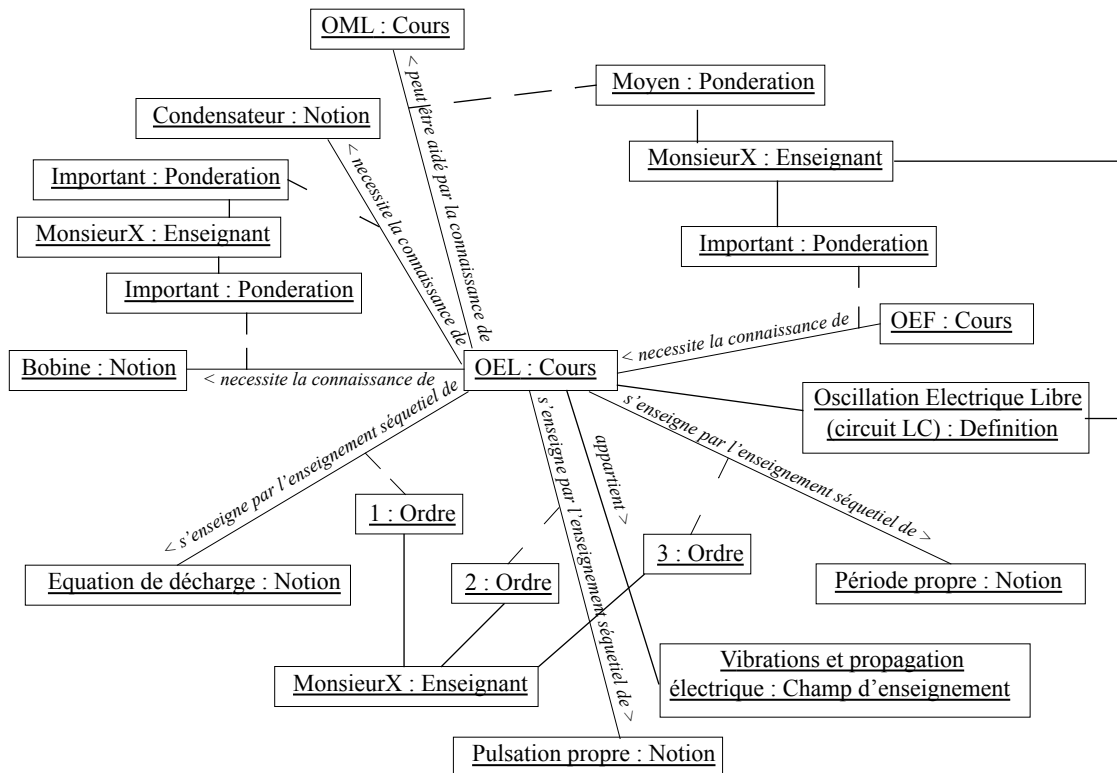 OML : Cours
< peut être aidé par la connaissance de
Moyen : Ponderation
Condensateur : Notion
< necessite la connaissance de
MonsieurX : Enseignant
Important : Ponderation
MonsieurX : Enseignant
Important : Ponderation
Important : Ponderation
OEF : Cours
< necessite la connaissance de
Bobine : Notion
< necessite la connaissance de
OEL : Cours
Oscillation Electrique Libre
(circuit LC) : Definition
< s’enseigne par l’enseignement séquetiel de
s’enseigne par l’enseignement séquetiel de >
appartient >
s’enseigne par l’enseignement séquetiel de >
1 : Ordre
2 : Ordre
3 : Ordre
Equation de décharge : Notion
Période propre : Notion
MonsieurX : Enseignant
Vibrations et propagation
électrique : Champ d’enseignement
Pulsation propre : Notion